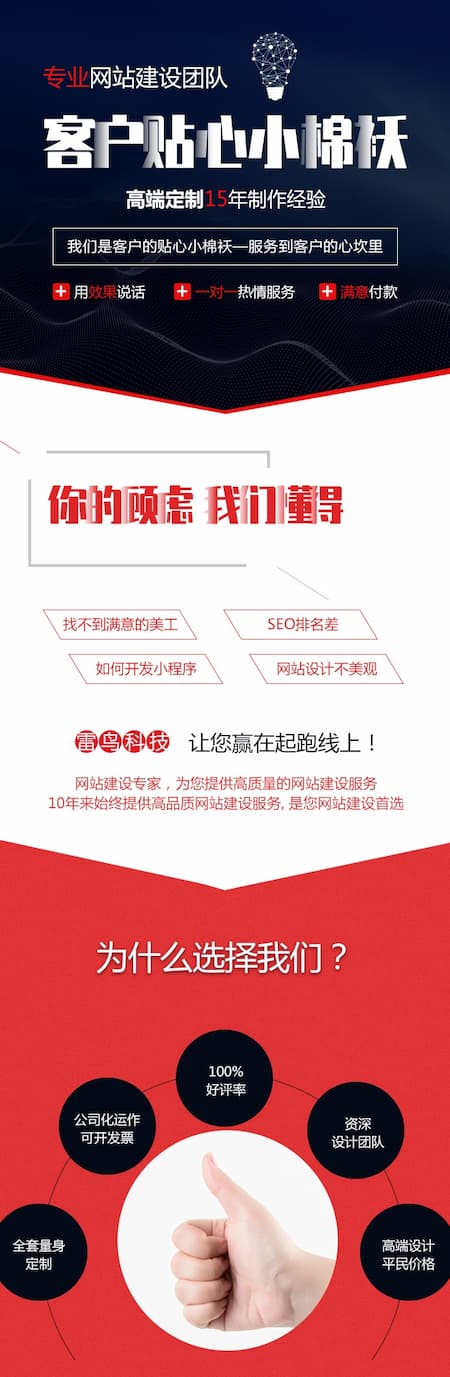 专业网站建设团队
客户贴心小棉袄
高端定制15年制作经验
我们是客户的贴心小棉袄—服务到客户的心坎里
用效果说话
一对一热情服务
满意付款
你的顾虑 我们懂得
找不到满意的美工
SEO排名差
如何开发小程序
网站设计不美观
雷鸟科技 让您赢在起跑线上！
网站建设专家，为您提供高质量的网站建设服务
10年来始终提供高品质网站建设服务, 是您网站建设首选
为什么选择我们？
100%
好评率
公司化运作
可开发票
资深
设计团队
全套量身
定制
高端设计
平民价格